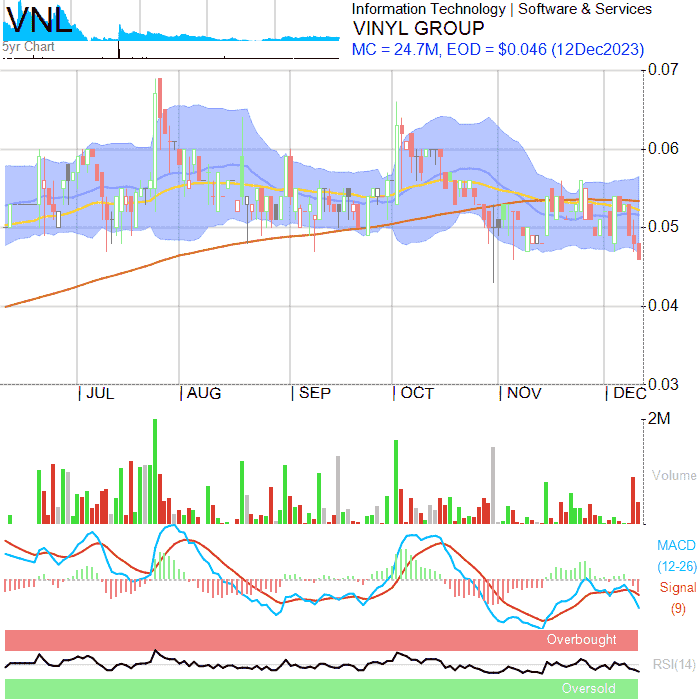 VNL
5yr Chart
Information Technology | Software & Services
VINYL GROUP
MC = 24.7M, EOD = $0.046 (12Dec2023)
0.07
0.06
0.05
0.04
0.03
JUL
AUG
SEP
OCT
NOV
DEC
2M
Volume
MACD
(12-26)
Signal
(9)
Overbought
RSI(14)
Oversold